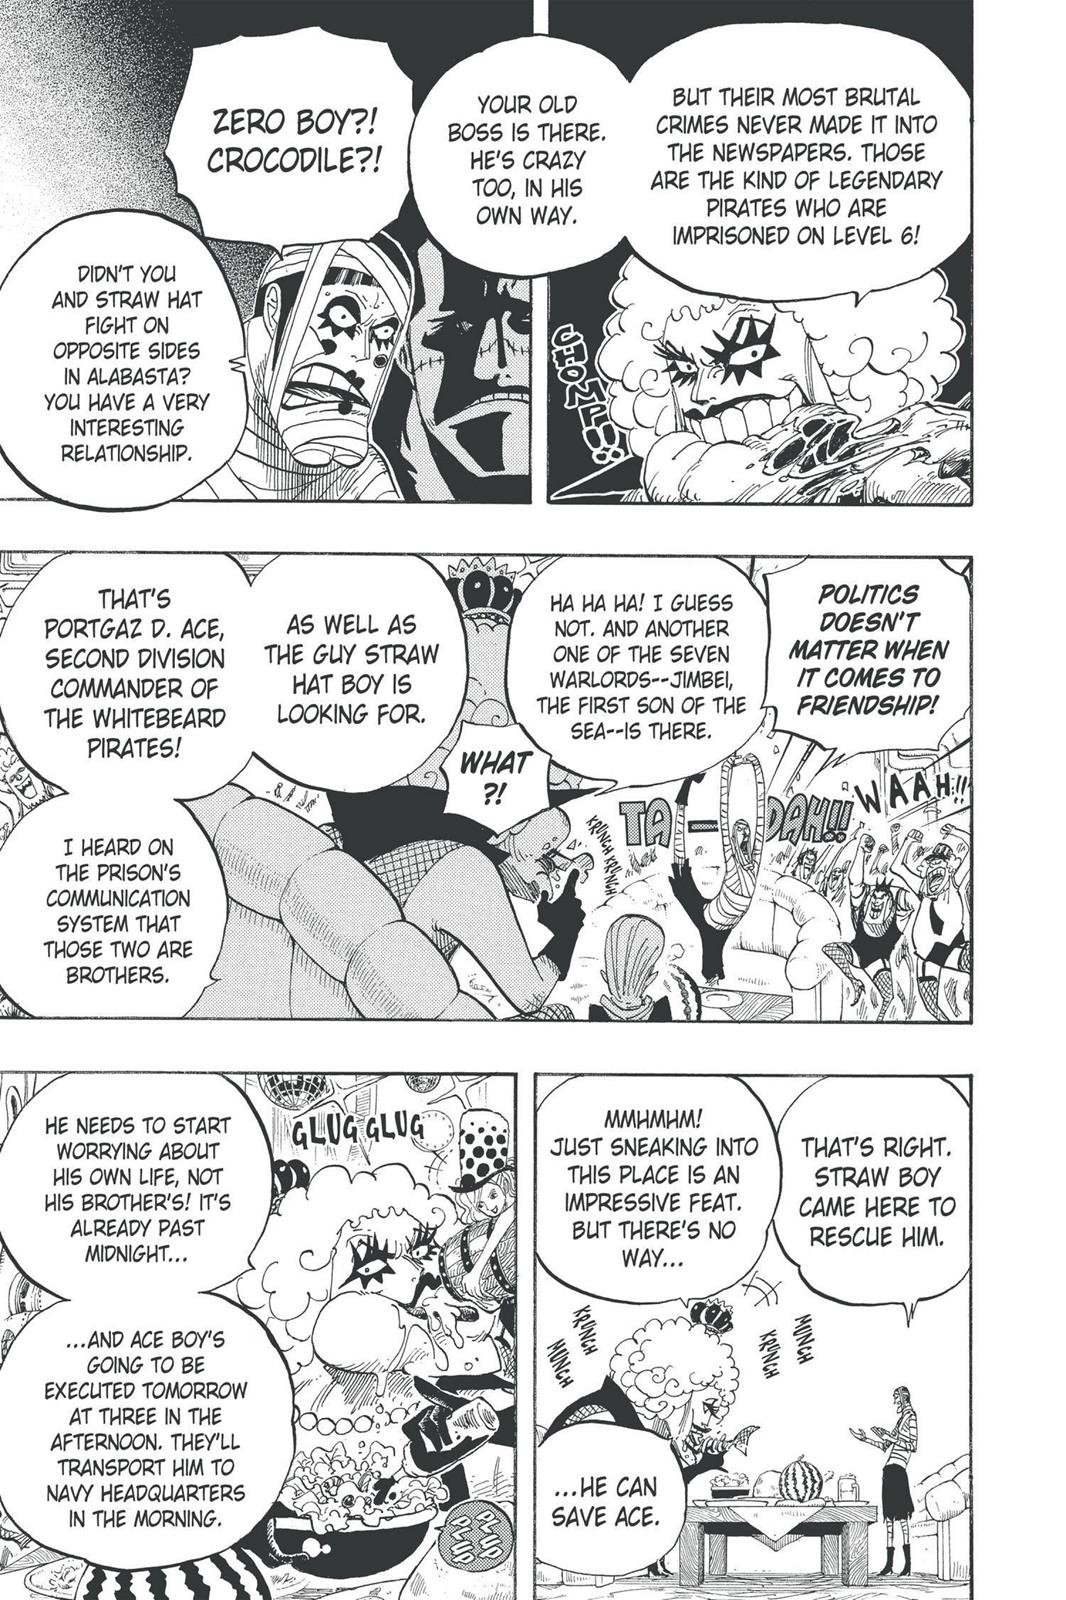 BUT THEIR MOST BRUTAL
CRIMES NEVER MADE IT INTO
THE NEWSPAPERS. THOSE
ARE THE KIND OF LEGENDARY
PIRATES WHO ARE
IMPRISONED ON LEVEL 6!
CHOMP!!
YOUR OLD
BOSS IS THERE.
HE'S CRAZY
TOO, IN HIS
OWN WAY.
ZERO BOY?!
CROCODILE?!
DIDN'T YOU
AND STRAW HAT
FIGHT ON
OPPOSITE SIDES
IN ALABASTA?
YOU HAVE A VERY
INTERESTING
RELATIONSHIP.
POLITICS
DOESN'T
MATTER WHEN
IT COMES TO
FRIENDSHIP!
WAAH!!
TA-DAH!!
HA HA HA! I GUESS
NOT. AND ANOTHER
ONE OF THE SEVEN
WARLORDS--JIMBEI,
THE FIRST SON OF THE
SEA--IS THERE.
KRUNCH KRUNCH
WHAT
?!
AS WELL AS
THE GUY STRAW
HAT BOY IS
LOOKING FOR.
THAT'S
PORTGAZ D. ACE,
SECOND DIVISION
COMMANDER OF
THE WHITEBEARD
PIRATES!
I HEARD ON
THE PRISON'S
COMMUNICATION
SYSTEM THAT
THOSE TWO ARE
BROTHERS.
THAT'S RIGHT.
STRAW BOY
CAME HERE TO
RESCUE HIM.
MMHMHM!
JUST SNEAKING INTO
THIS PLACE IS AN
IMPRESSIVE FEAT.
BUT THERE'S NO
WAY...
MUNCH
KRUNCH
KRUNCH
MUNCH
...HE CAN
SAVE ACE.
GLUG GLUG
HE NEEDS TO START
WORRYING ABOUT
HIS OWN LIFE, NOT
HIS BROTHER'S! IT'S
ALREADY PAST
MIDNIGHT...
...AND ACE BOY'S
GOING TO BE
EXECUTED TOMORROW
AT THREE IN THE
AFTERNOON. THEY'LL
TRANSPORT HIM TO
NAVY HEADQUARTERS
IN THE MORNING.